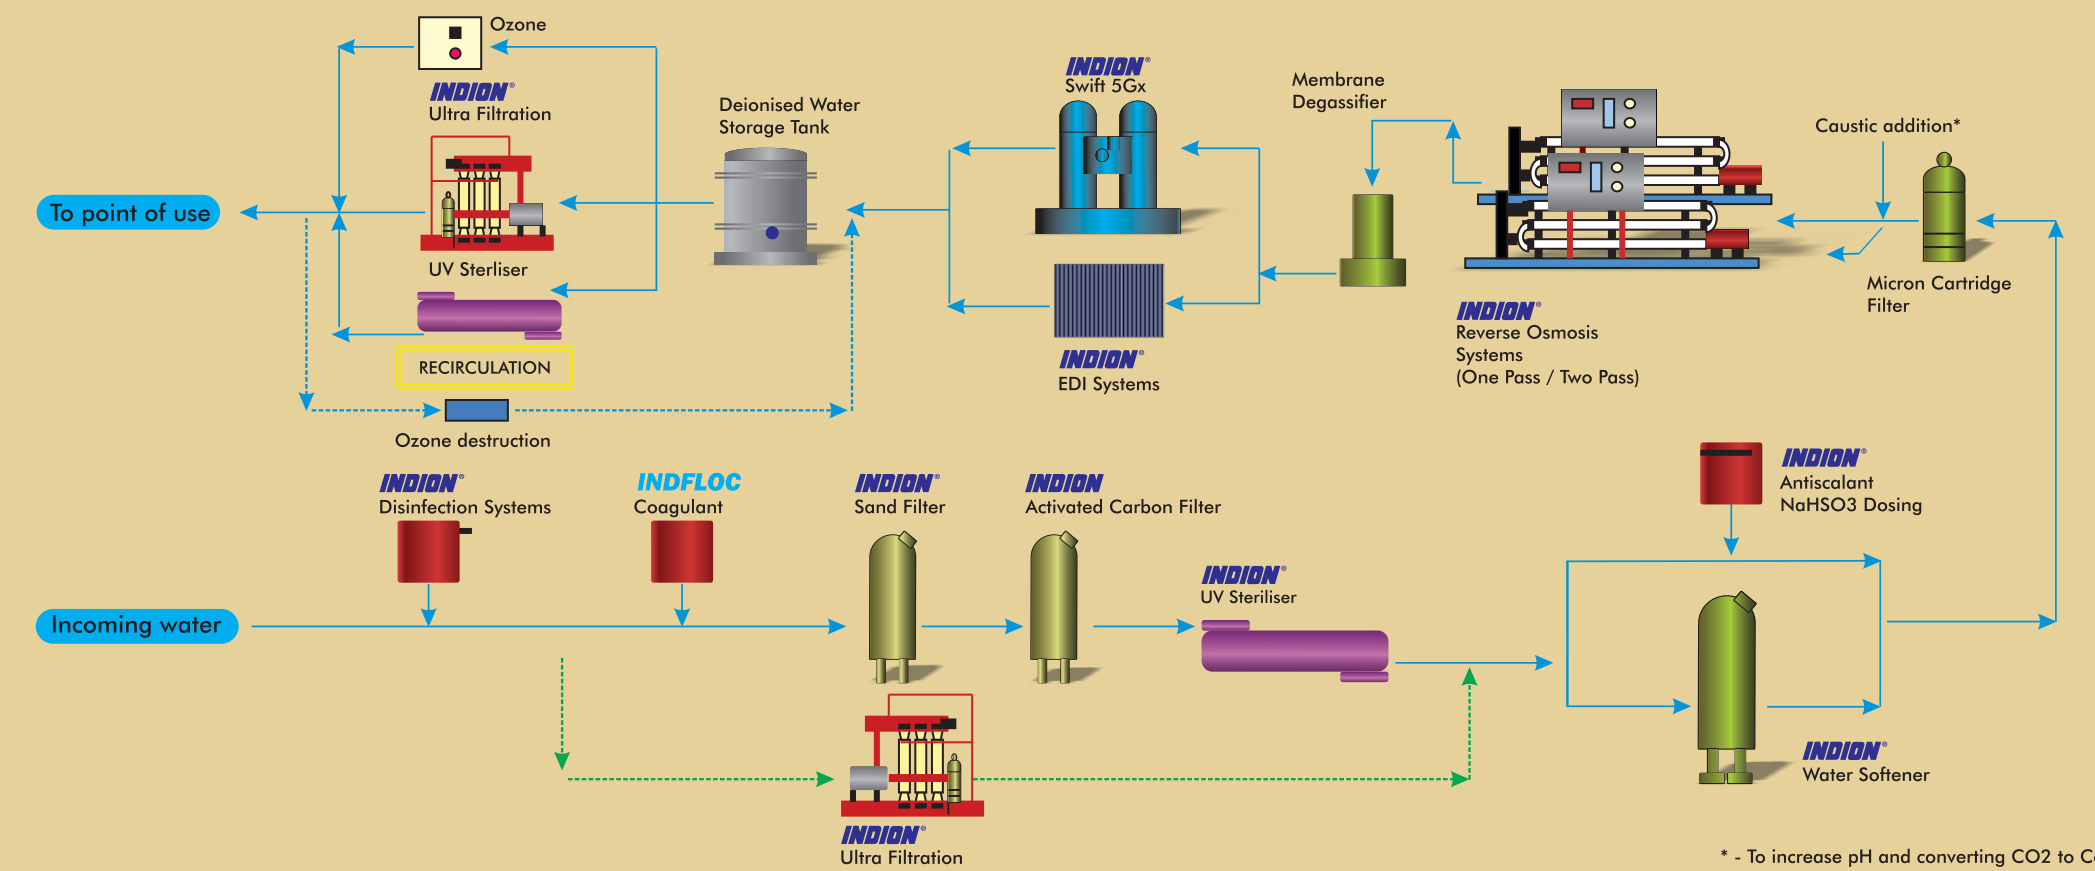 Ozone
INDION®
Ultra Filtration
To point of use
UV Sterliser
RECIRCULATION
Ozone destruction
Deionised Water
Storage Tank
INDION®
Swift 5Gx
INDION®
EDI Systems
Membrane
Degassifier
INDION®
Reverse Osmosis
Systems
(One Pass / Two Pass)
Caustic addition*
Micron Cartridge
Filter
Incoming water
INDION®
Disinfection Systems
INDFLOC
Coagulant
INDION®
Sand Filter
INDION
Activated Carbon Filter
INDION®
UV Steriliser
INDION®
Ultra Filtration
INDION®
Antiscalant
NaHSO3 Dosing
INDION®
Water Softener
* - To increase pH and converting CO2 to